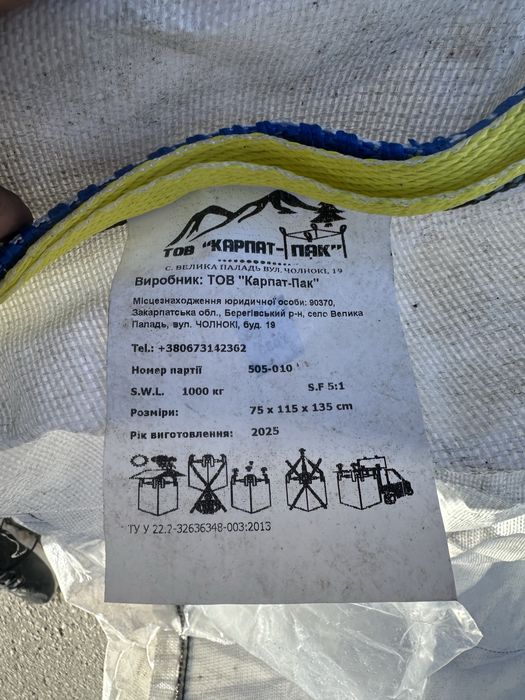 ТОВ "КАРПАТ-ПАК"
С. ВЕЛИКА ПАЛАДЬ ВУЛ. ЧОЛНОКІ, 19
Виробник: ТОВ "Карпат-Пак"
Місцезнаходження юридичної особи: 90370,
Закарпатська обл., Берегівський р-н, село Велика
Паладь, вул. ЧОЛНОКІ, буд. 19
Tel.: +380673142362
Номер партії 505-010
S.W.L. 1000 кг S.F 5:1
Розміри: 75 x 115 x 135 cm
Рік виготовлення: 2025
ТУ У 22.2-32636348-003:2013